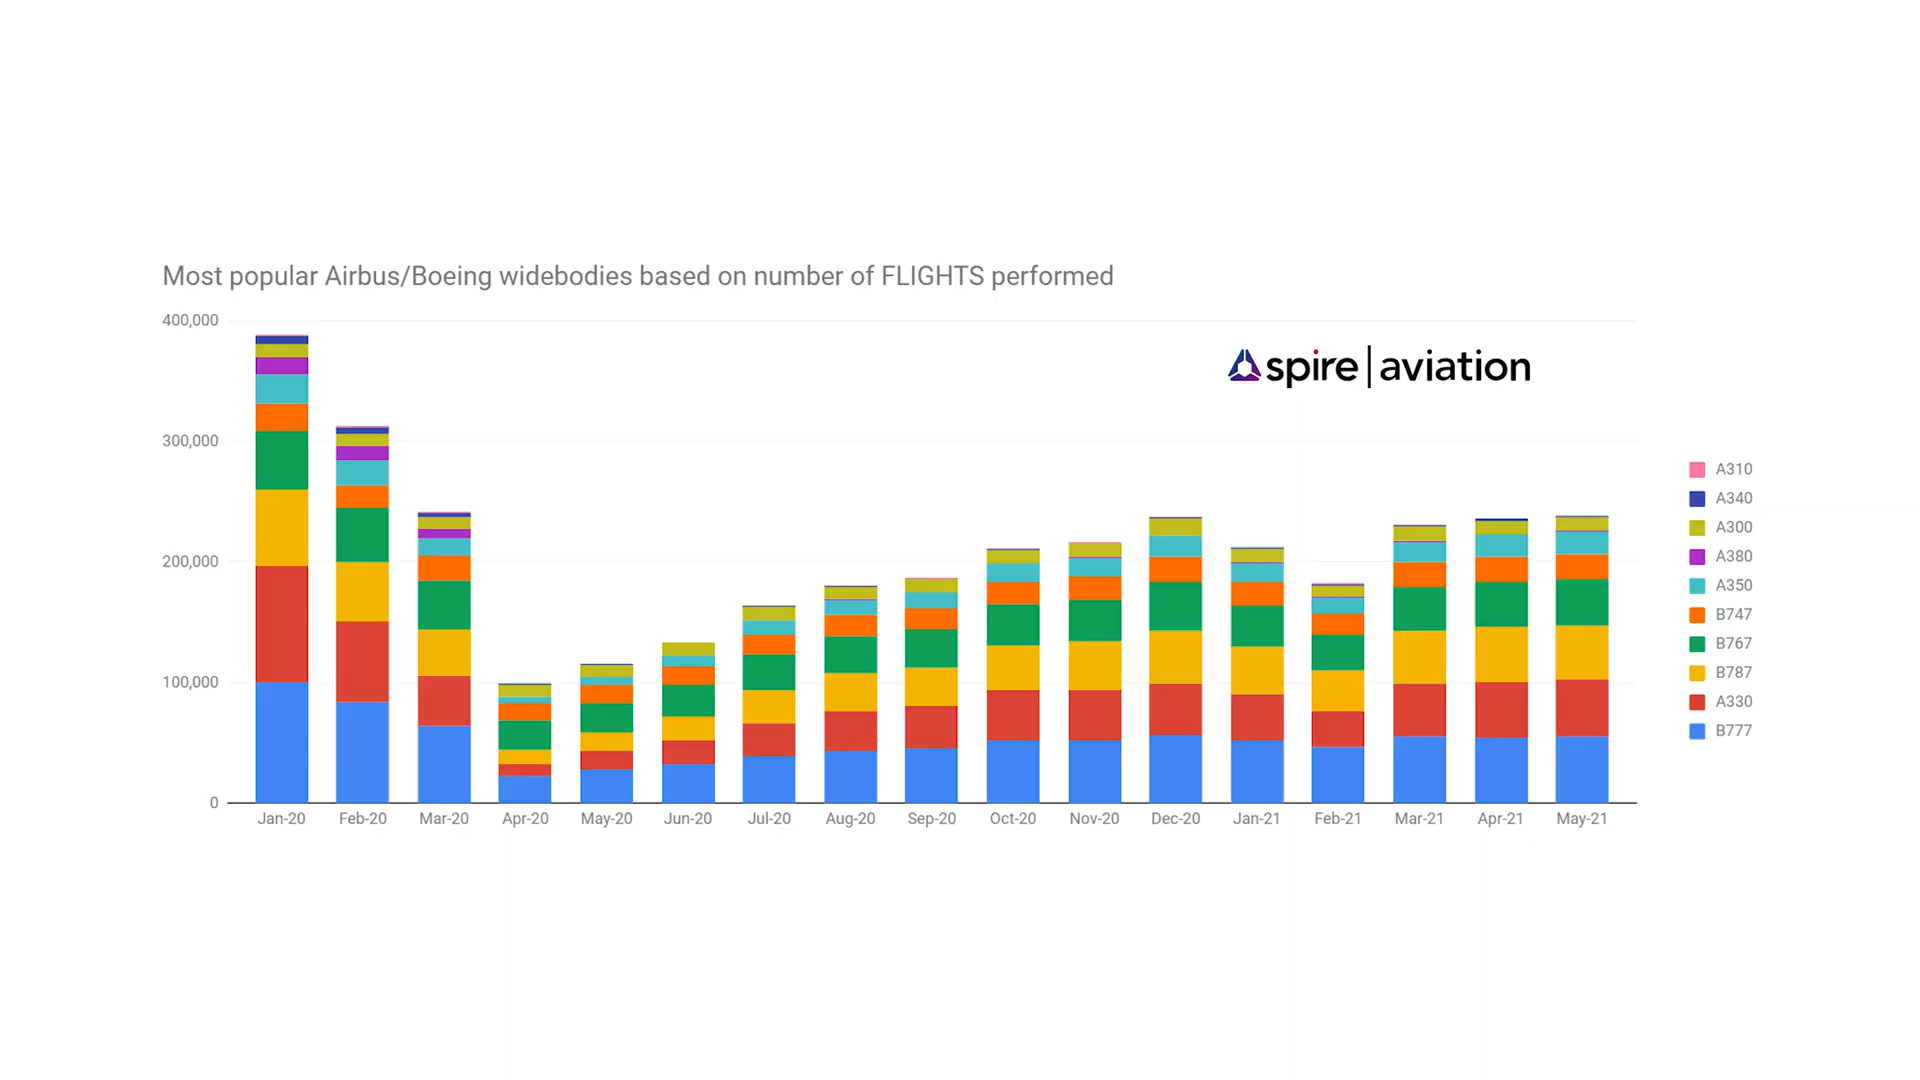 Most popular Airbus/Boeing widebodies based on number of FLIGHTS performed
400,000
spire | aviation
300,000
A310
A340
A300
200,000
A380
A350
B747
B767
100,000
B787
A330
B777
0
Jan-20 Feb-20 Mar-20 Apr-20 May-20 Jun-20 Jul-20 Aug-20 Sep-20 Oct-20 Nov-20 Dec-20 Jan-21 Feb-21 Mar-21 Apr-21 May-21